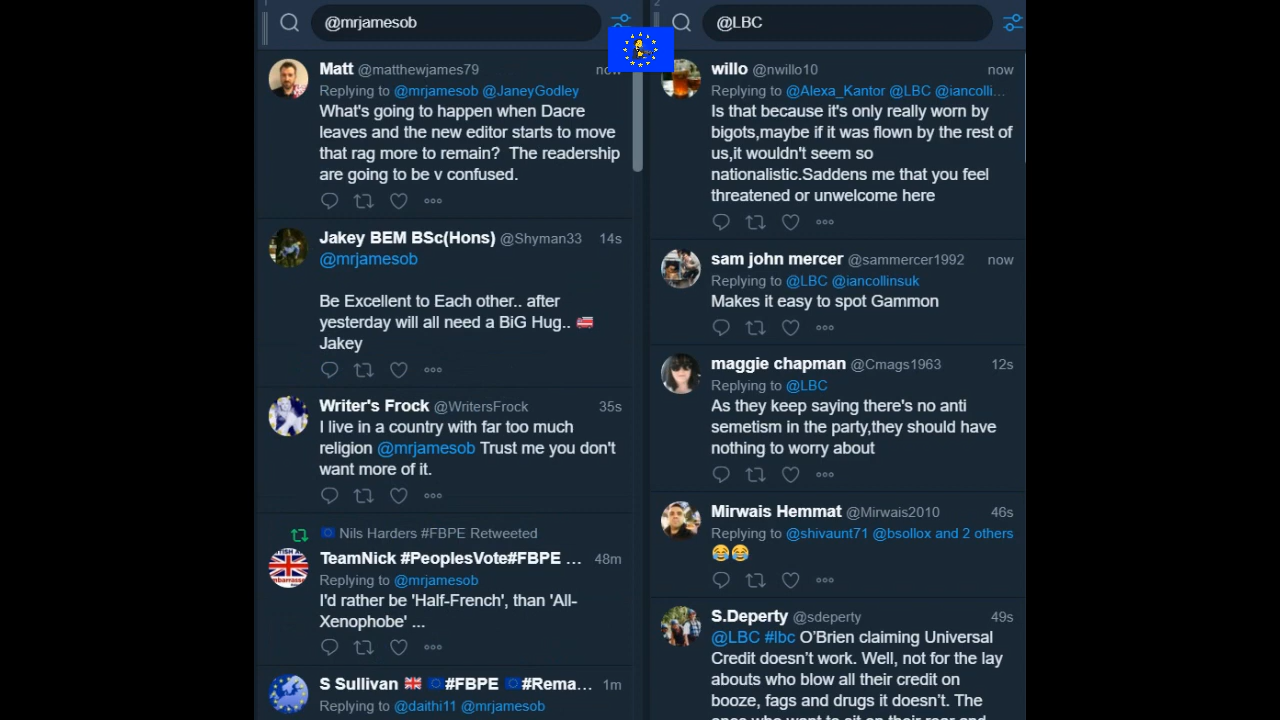 1
@mrjamesob
Matt @matthewjames79 now
Replying to @mrjamesob @JaneyGodley
What's going to happen when Dacre
leaves and the new editor starts to move
that rag more to remain? The readership
are going to be v confused.
Jakey BEM BSc(Hons) @Shyman33 14s
@mrjamesob
Be Excellent to Each other.. after
yesterday will all need a BiG Hug..
Jakey
Writer's Frock @WritersFrock 35s
I live in a country with far too much
religion @mrjamesob Trust me you don't
want more of it.
Nils Harders #FBPE Retweeted
TeamNick #PeoplesVote#FBPE ... 48m
Replying to @mrjamesob
I'd rather be 'Half-French', than 'All-
Xenophobe' ...
S Sullivan 🇬🇧 🇪🇺#FBPE 🇪🇺#Rema... 1m
Replying to @daithi11 @mrjamesob
2
@LBC
willo @nwillo10 now
Replying to @Alexa_Kantor @LBC @iancolli...
Is that because it's only really worn by
bigots,maybe if it was flown by the rest of
us,it wouldn't seem so
nationalistic.Saddens me that you feel
threatened or unwelcome here
sam john mercer @sammercer1992 now
Replying to @LBC @iancollinsuk
Makes it easy to spot Gammon
maggie chapman @Cmags1963 12s
Replying to @LBC
As they keep saying there's no anti
semetism in the party,they should have
nothing to worry about
Mirwais Hemmat @Mirwais2010 46s
Replying to @shivaunt71 @bsollox and 2 others
😂😂
S.Deperty @sdeperty 49s
@LBC #lbc O'Brien claiming Universal
Credit doesn't work. Well, not for the lay
abouts who blow all their credit on
booze, fags and drugs it doesn't. The